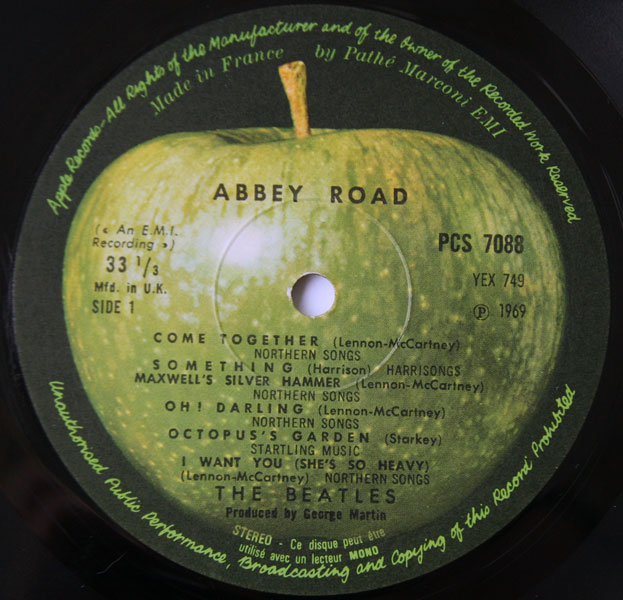 Apple Records-All Rights of the Manufacturer and of the Owner of the Recorded Work Reserved
Made in France by Pathé Marconi EMI
ABBEY ROAD
(« An E.M.I.
Recording »)
33 1/3
Mfd. in U.K.
SIDE 1
PCS 7088
YEX 749
℗ 1969
COME TOGETHER (Lennon-McCartney)
NORTHERN SONGS
SOMETHING (Harrison) HARRISONGS
MAXWELL'S SILVER HAMMER (Lennon-McCartney)
NORTHERN SONGS
OH! DARLING (Lennon-McCartney)
NORTHERN SONGS
OCTOPUS'S GARDEN (Starkey)
STARTLING MUSIC
I WANT YOU (SHE'S SO HEAVY)
(Lennon-McCartney) NORTHERN SONGS
THE BEATLES
Produced by George Martin
STEREO - Ce disque peut être
utilisé avec un lecteur MONO
Unauthorised Public Performance, Broadcasting and Copying of this Record Prohibited